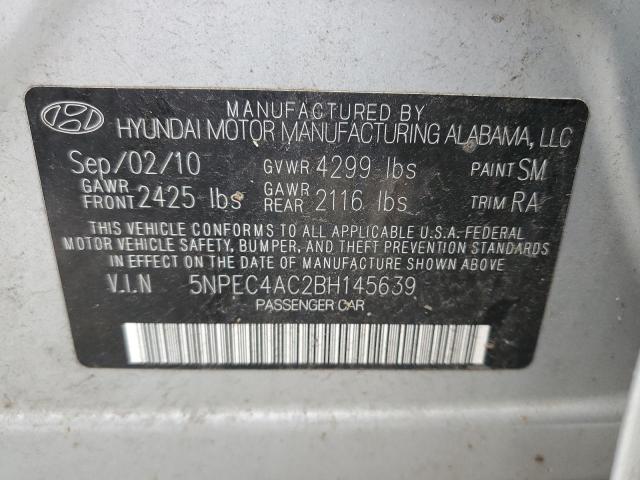 MANUFACTURED BY
HYUNDAI MOTOR MANUFACTURING ALABAMA, LLC
Sep/02/10 GVWR 4299 lbs PAINT SM
GAWR FRONT 2425 lbs GAWR REAR 2116 lbs TRIM RA
THIS VEHICLE CONFORMS TO ALL APPLICABLE U.S.A. FEDERAL
MOTOR VEHICLE SAFETY, BUMPER, AND THEFT PREVENTION STANDARDS
IN EFFECT ON THE DATE OF MANUFACTURE SHOWN ABOVE
V.I.N 5NPEC4AC2BH145639
PASSENGER CAR